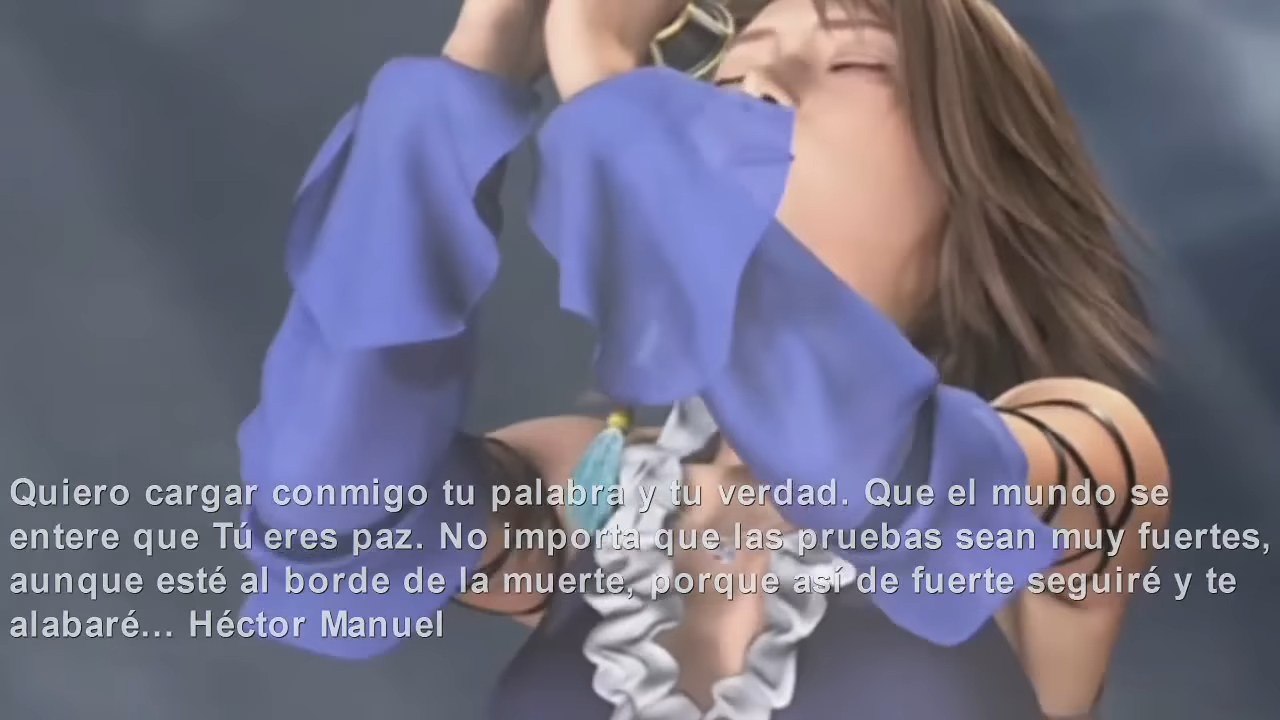 Quiero cargar conmigo tu palabra y tu verdad. Que el mundo se
entere que Tú eres paz. No importa que las pruebas sean muy fuertes,
aunque esté al borde de la muerte, porque así de fuerte seguiré y te
alabaré... Héctor Manuel